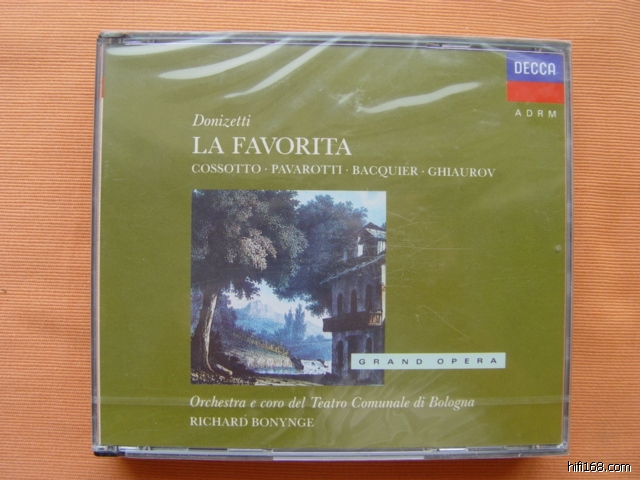 DECCA
ADRM
Donizetti
LA FAVORITA
COSSOTTO · PAVAROTTI · BACQUIER · GHIAUROV
GRAND OPERA
Orchestra e coro del Teatro Comunale di Bologna
RICHARD BONYNGE
hifi168.com